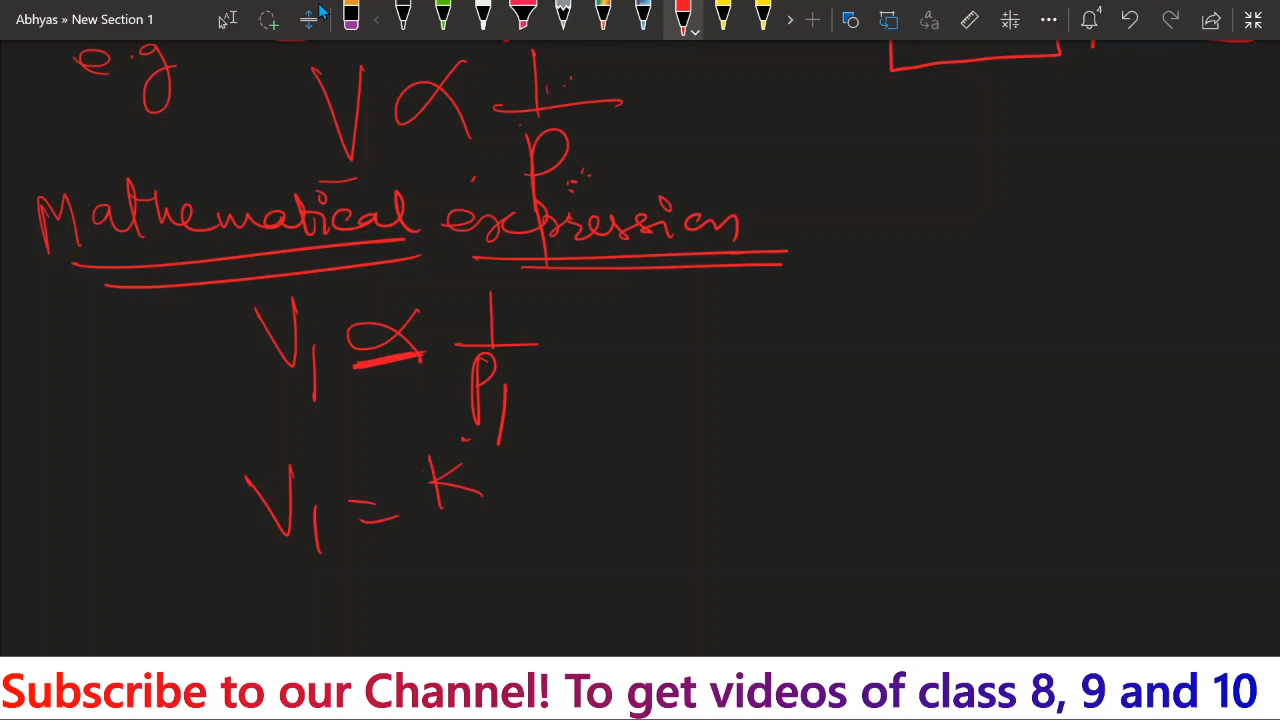 Abhyas » New Section 1
4
e.g
V ∝ 1/P
Mathematical expression
V₁ ∝ 1/P₁
V₁ = K
Subscribe to our Channel! To get videos of class 8, 9 and 10